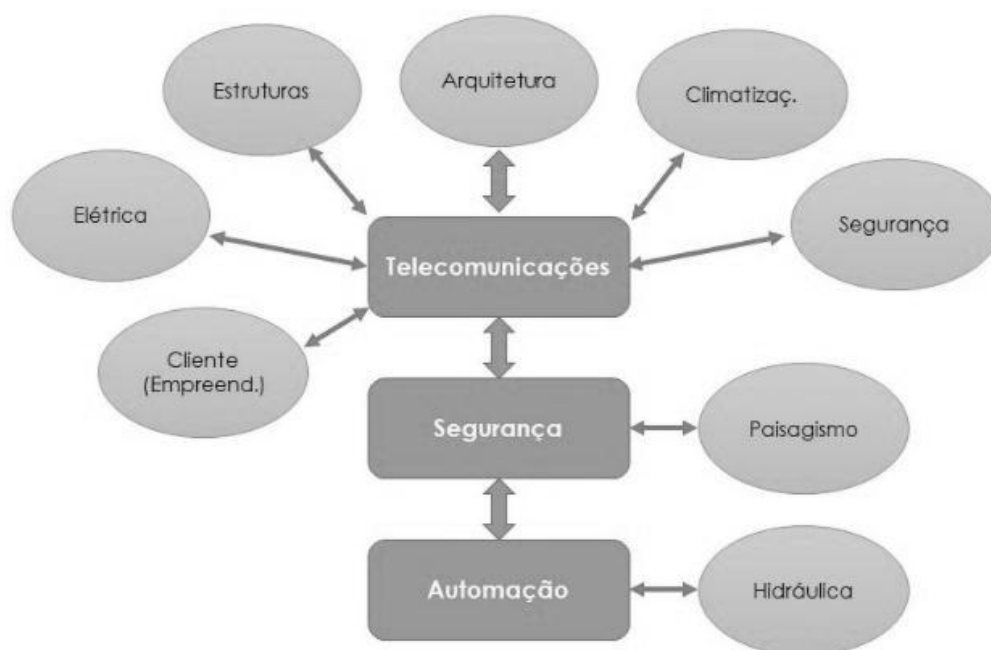 Estruturas
Arquitetura
Climatizaç.
Elétrica
Segurança
Telecomunicações
Cliente
(Empreend.)
Segurança
Paisagismo
Automação
Hidráulica